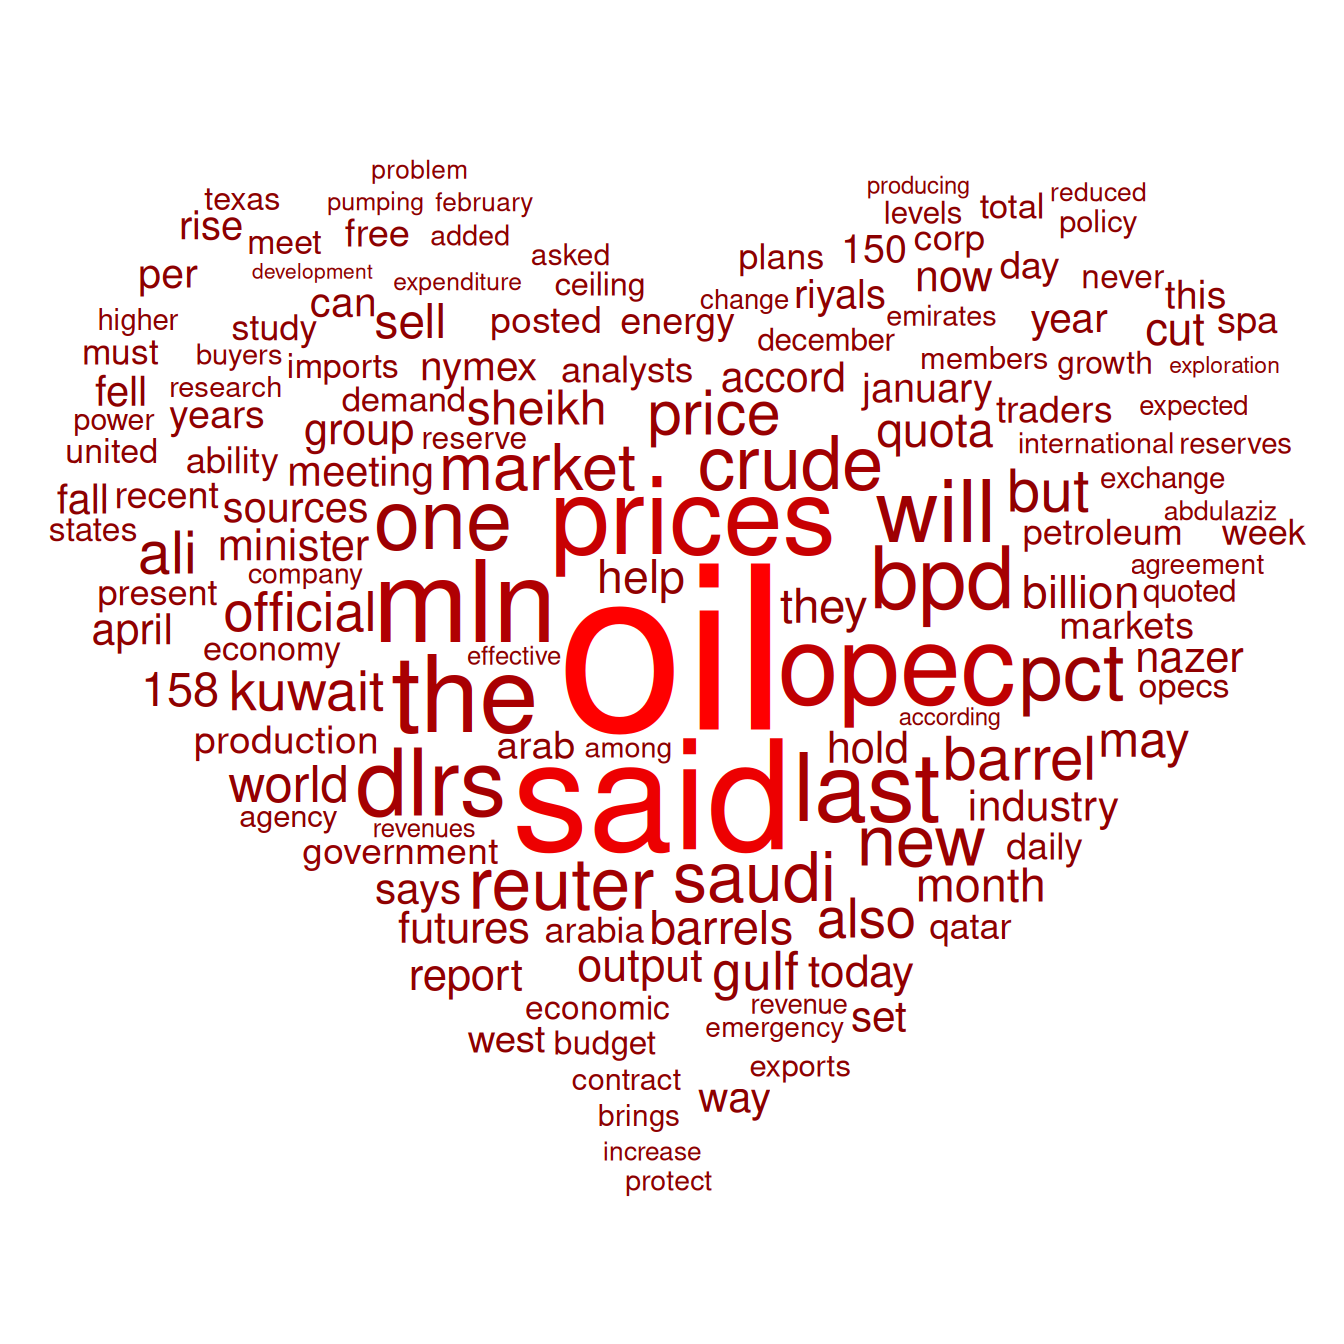 problem
producing
reduced
texas
pumping
february
levels
total
policy
rise
meet
free
added
asked
plans
150
corp
per
development
expenditure
ceiling
now
day
never
can
change
riyals
this
higher
study
sell
posted
energy
emirates
year
cut
spa
must
buyers
imports
nymex
analysts
december
members
growth
exploration
fell
research
demand
sheikh
price
accord
january
traders
expected
power
years
group
reserve
quota
international
reserves
united
ability
meeting
market
crude
exchange
fall
recent
sources
one
prices
will
but
abdulaziz
states
ali
minister
petroleum
week
company
help
agreement
present
official
mln
oil
they
bpd
billion
quoted
april
economy
effective
markets
158
kuwait
the
opec
pct
nazer
opecs
according
production
arab
among
hold
barrel
may
world
dlrs
said
last
industry
agency
revenues
government
new
daily
says
reuter
saudi
month
futures
arabia
barrels
also
qatar
report
output
gulf
today
economic
revenue
west
budget
emergency
set
contract
exports
brings
way
increase
protect